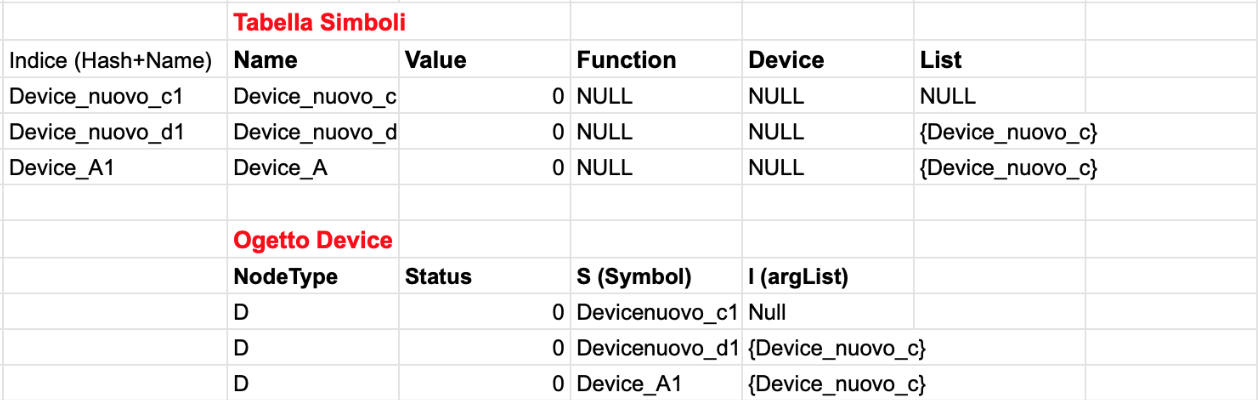 Tabella Simboli
Indice (Hash+Name) Name Value Function Device List
Device_nuovo_c1 Device_nuovo_c 0 NULL NULL NULL
Device_nuovo_d1 Device_nuovo_d 0 NULL NULL {Device_nuovo_c}
Device_A1 Device_A 0 NULL NULL {Device_nuovo_c}
Ogetto Device
NodeType Status S (Symbol) l (argList)
D 0 Devicenuovo_c1 Null
D 0 Devicenuovo_d1 {Device_nuovo_c}
D 0 Device_A1 {Device_nuovo_c}